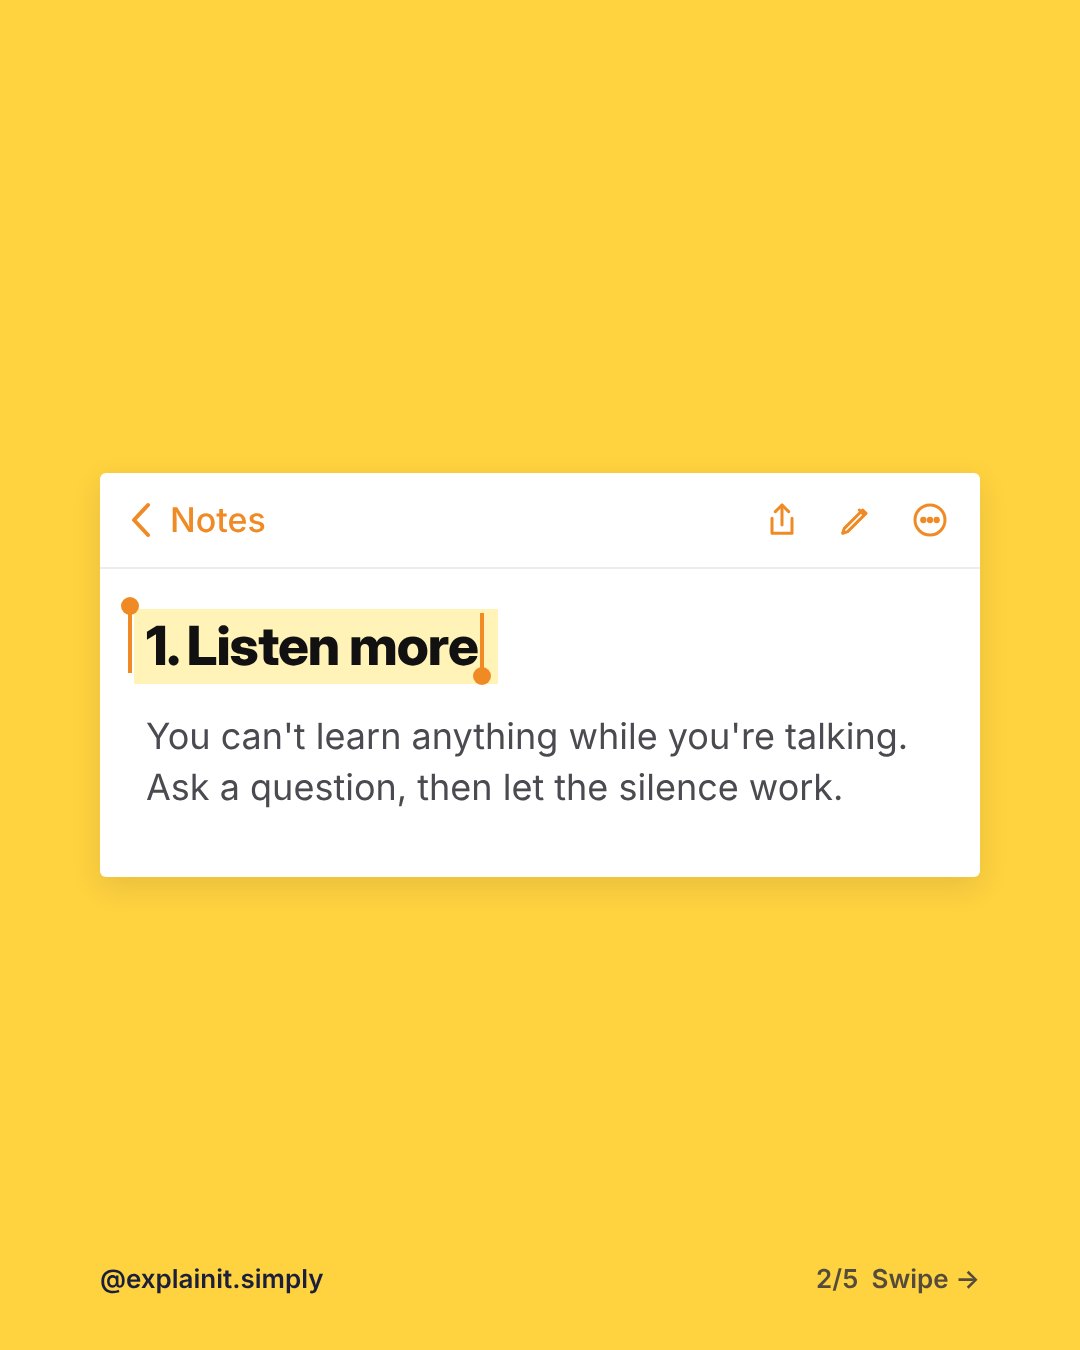 Notes
1. Listen more
You can't learn anything while you're talking.
Ask a question, then let the silence work.
@explainit.simply
2/5 Swipe →